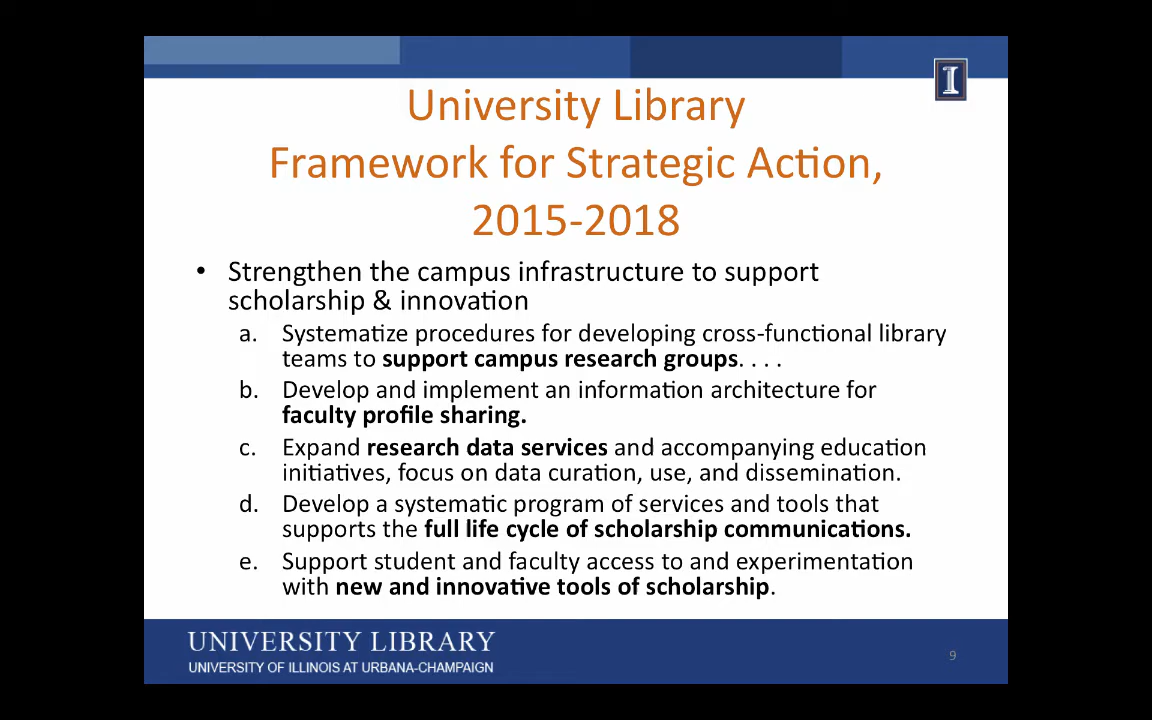 I
University Library
Framework for Strategic Action,
2015-2018
• Strengthen the campus infrastructure to support
scholarship & innovation
a. Systematize procedures for developing cross-functional library
teams to support campus research groups. . . .
b. Develop and implement an information architecture for
faculty profile sharing.
c. Expand research data services and accompanying education
initiatives, focus on data curation, use, and dissemination.
d. Develop a systematic program of services and tools that
supports the full life cycle of scholarship communications.
e. Support student and faculty access to and experimentation
with new and innovative tools of scholarship.
UNIVERSITY LIBRARY
UNIVERSITY OF ILLINOIS AT URBANA-CHAMPAIGN
9